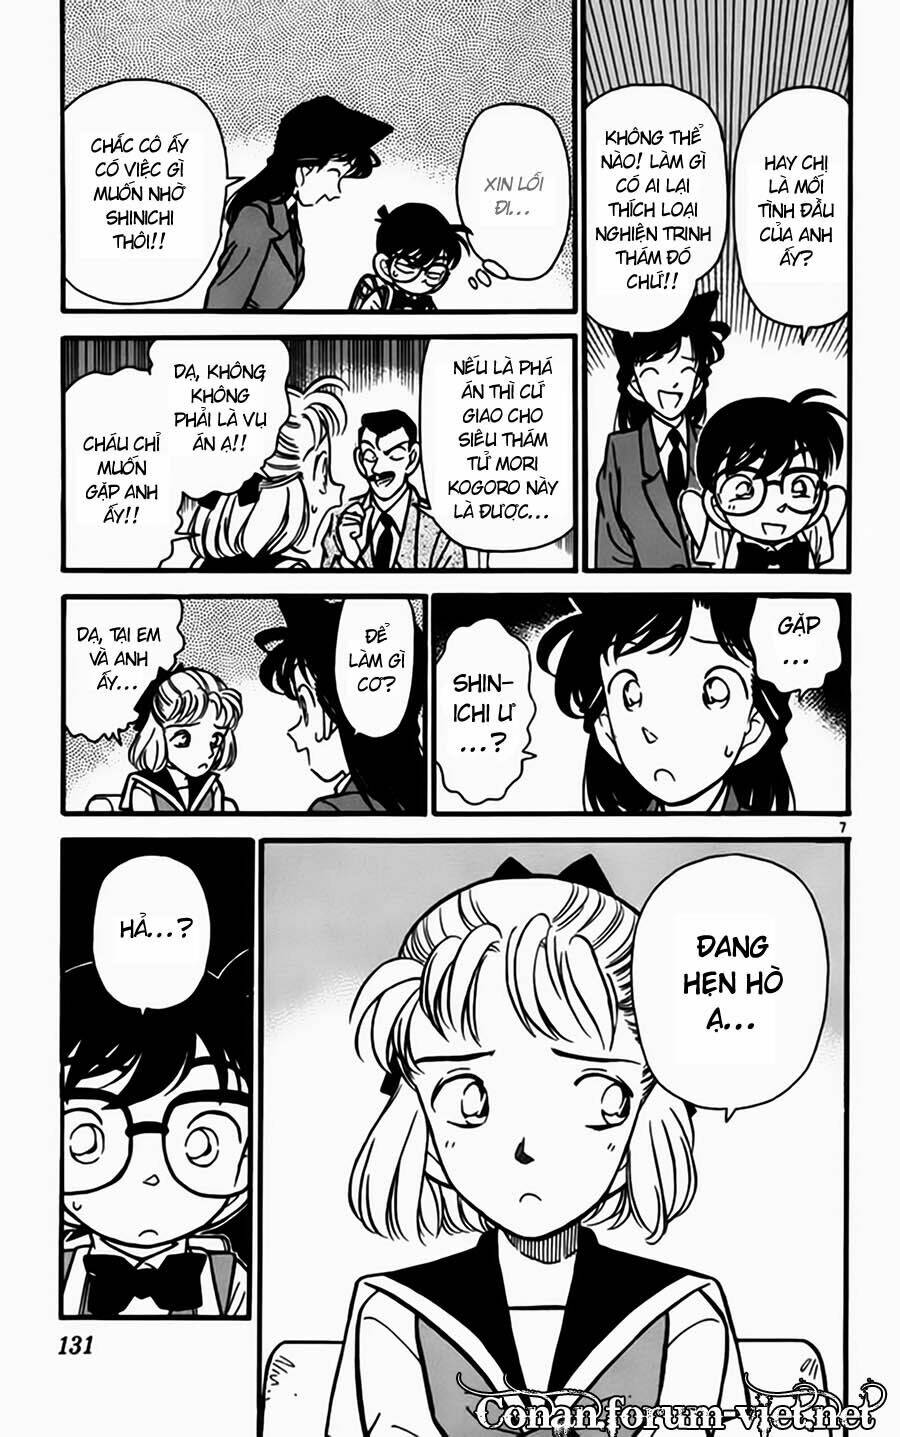 HAY CHỊ
LÀ MỐI
TÌNH ĐẦU
CỦA ANH
ẤY?
KHÔNG THỂ
NÀO! LÀM GÌ
CÓ AI LẠI
THÍCH LOẠI
NGHIỆN TRINH
THÁM ĐÓ
CHỨ!!
XIN LỖI
ĐI...
CHẮC CÔ ẤY
CÓ VIỆC GÌ
MUỐN NHỜ
SHINICHI
THÔI!!
NẾU LÀ PHÁ
ÁN THÌ CỨ
GIAO CHO
SIÊU THÁM
TỬ MORI
KOGORO NÀY
LÀ ĐƯỢC...
DẠ, KHÔNG
KHÔNG
PHẢI LÀ VỤ
ÁN Ạ!!
CHÁU CHỈ
MUỐN
GẶP ANH
ẤY!!
GẶP
...
SHIN-
ICHI Ư
...?
ĐỂ
LÀM GÌ
CƠ?
DẠ, TẠI EM
VÀ ANH
ẤY...
7
ĐANG
HẸN HÒ
Ạ...
HẢ...?
131
Conan.forum-viet.net